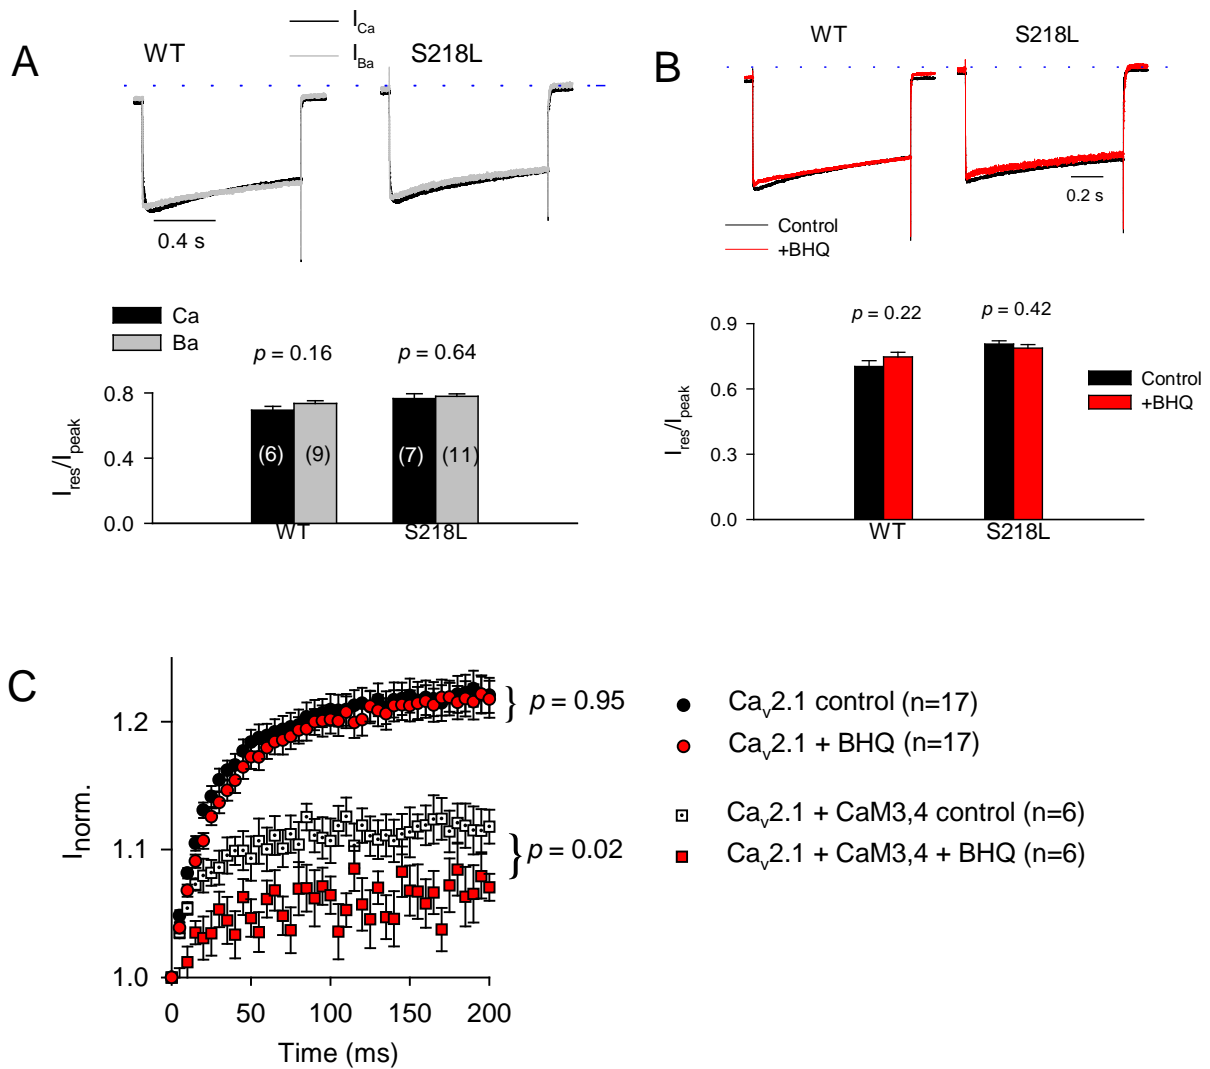 A
WT
I_Ca
I_Ba
S218L
0.4 s
Ca
Ba
p = 0.16
p = 0.64
I_res/I_peak
0.8
0.4
0.0
(6)
(9)
(7)
(11)
WT
S218L
B
WT
S218L
0.2 s
Control
+BHQ
p = 0.22
p = 0.42
I_res/I_peak
0.9
0.6
0.3
0.0
WT
S218L
Control
+BHQ
C
I_norm.
1.2
1.10
1.0
0
50
100
150
200
Time (ms)
} p = 0.95
} p = 0.02
Ca_v2.1 control (n=17)
Ca_v2.1 + BHQ (n=17)
Ca_v2.1 + CaM3,4 control (n=6)
Ca_v2.1 + CaM3,4 + BHQ (n=6)